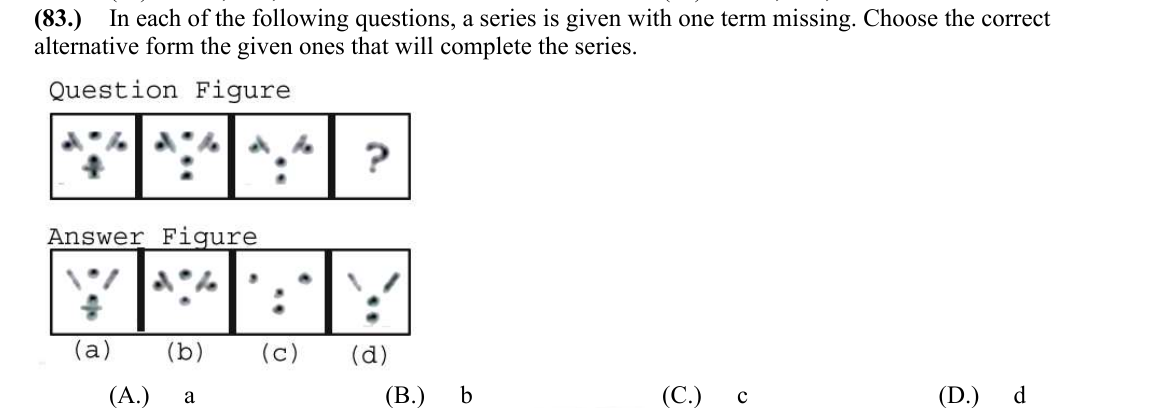 (83.) In each of the following questions, a series is given with one term missing. Choose the correct
alternative form the given ones that will complete the series.
Question Figure
?
Answer Figure
(a) (b) (c) (d)
(A.) a (B.) b (C.) c (D.) d